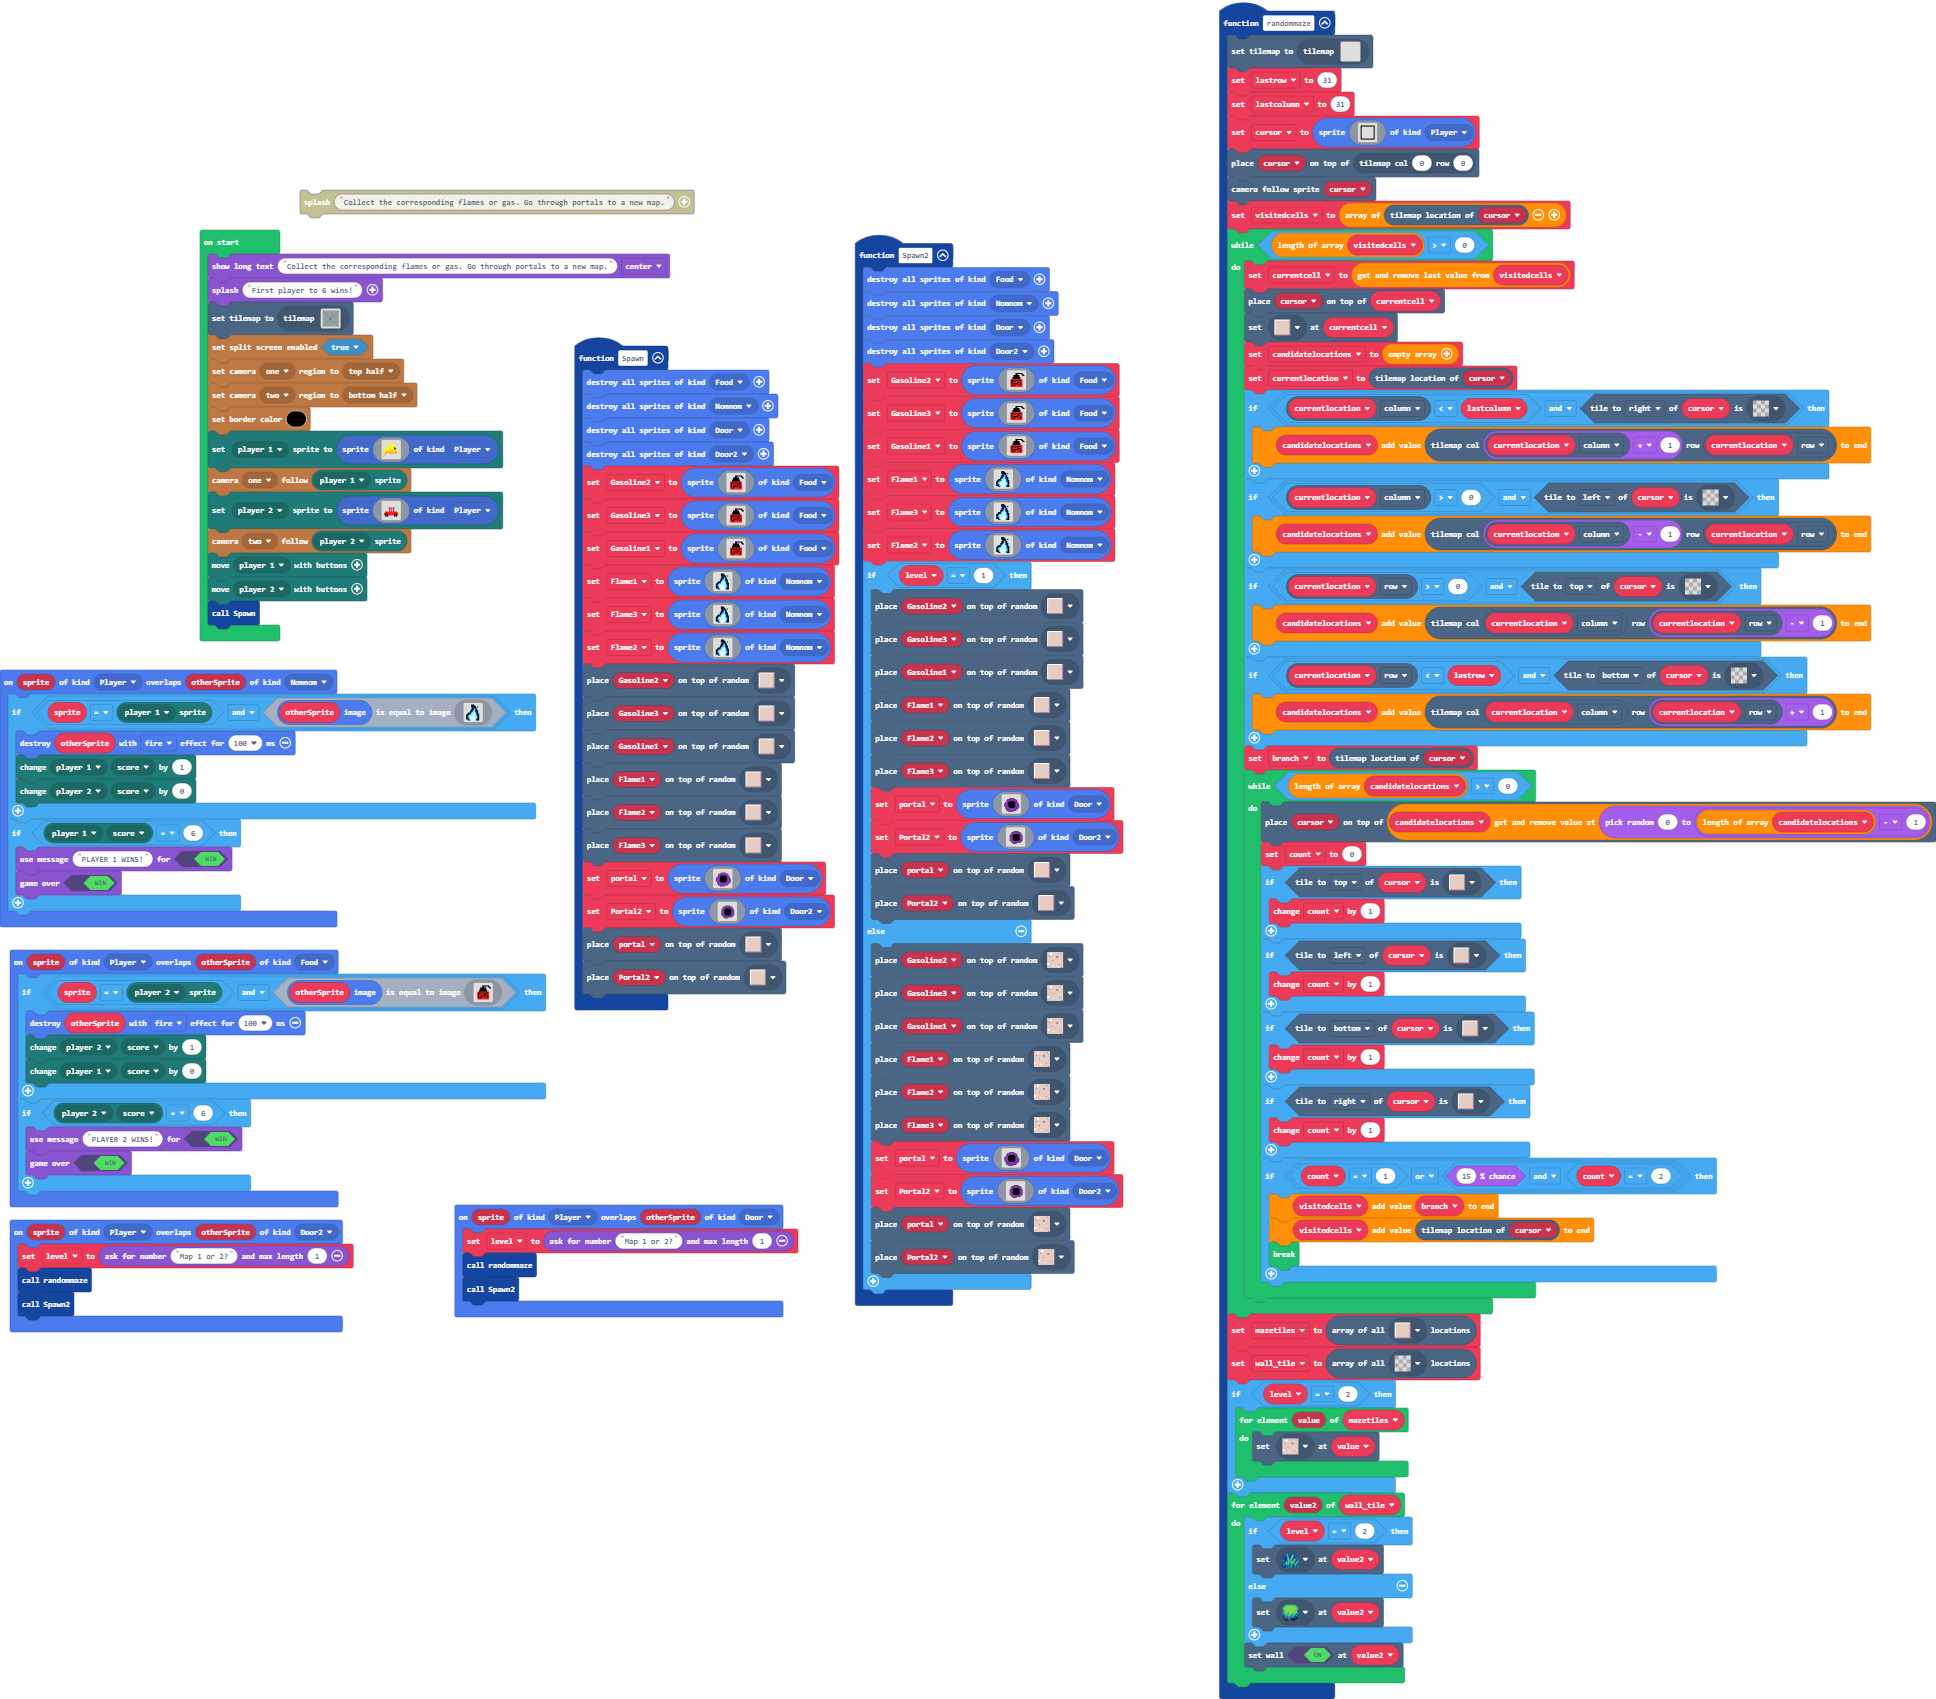 splash "Collect the corresponding flames or gas. Go through portals to a new map."
on start
show long text "Collect the corresponding flames or gas. Go through portals to a new map." center
splash "First player to 6 wins!"
set tilemap to tilemap
set split screen enabled true
set camera one region to top half
set camera two region to bottom half
set border color
set player 1 sprite to sprite of kind Player
camera one follow player 1 sprite
set player 2 sprite to sprite of kind Player
camera two follow player 2 sprite
move player 1 with buttons
move player 2 with buttons
call Spawn
on sprite of kind Player overlaps otherSprite of kind Nomnom
if sprite = player 1 sprite and otherSprite image is equal to image then
destroy otherSprite with fire effect for 100 ms
change player 1 score by 1
change player 2 score by 0
if player 1 score = 6 then
use message "PLAYER 1 WINS!" for WIN
game over WIN
on sprite of kind Player overlaps otherSprite of kind Food
if sprite = player 2 sprite and otherSprite image is equal to image then
destroy otherSprite with fire effect for 100 ms
change player 2 score by 1
change player 1 score by 0
if player 2 score = 6 then
use message "PLAYER 2 WINS!" for WIN
game over WIN
on sprite of kind Player overlaps otherSprite of kind Door2
set level to ask for number "Map 1 or 2?" and max length 1
call randommaze
call Spawn2
on sprite of kind Player overlaps otherSprite of kind Door
set level to ask for number "Map 1 or 2?" and max length 1
call randommaze
call Spawn2
function Spawn
destroy all sprites of kind Food
destroy all sprites of kind Nomnom
destroy all sprites of kind Door
destroy all sprites of kind Door2
set Gasoline2 to sprite of kind Food
set Gasoline3 to sprite of kind Food
set Gasoline1 to sprite of kind Food
set Flame1 to sprite of kind Nomnom
set Flame3 to sprite of kind Nomnom
set Flame2 to sprite of kind Nomnom
place Gasoline2 on top of random
place Gasoline3 on top of random
place Gasoline1 on top of random
place Flame1 on top of random
place Flame2 on top of random
place Flame3 on top of random
set portal to sprite of kind Door
set Portal2 to sprite of kind Door2
place portal on top of random
place Portal2 on top of random
function Spawn2
destroy all sprites of kind Food
destroy all sprites of kind Nomnom
destroy all sprites of kind Door
destroy all sprites of kind Door2
set Gasoline2 to sprite of kind Food
set Gasoline3 to sprite of kind Food
set Gasoline1 to sprite of kind Food
set Flame1 to sprite of kind Nomnom
set Flame3 to sprite of kind Nomnom
set Flame2 to sprite of kind Nomnom
if level = 1 then
place Gasoline2 on top of random
place Gasoline3 on top of random
place Gasoline1 on top of random
place Flame1 on top of random
place Flame2 on top of random
place Flame3 on top of random
set portal to sprite of kind Door
set Portal2 to sprite of kind Door2
place portal on top of random
place Portal2 on top of random
else
place Gasoline2 on top of random
place Gasoline3 on top of random
place Gasoline1 on top of random
place Flame1 on top of random
place Flame2 on top of random
place Flame3 on top of random
set portal to sprite of kind Door
set Portal2 to sprite of kind Door2
place portal on top of random
place Portal2 on top of random
function randommaze
set tilemap to tilemap
set lastrow to 31
set lastcolumn to 31
set cursor to sprite of kind Player
place cursor on top of tilemap col 0 row 0
camera follow sprite cursor
set visitedcells to array of tilemap location of cursor
while length of array visitedcells > 0
do set currentcell to get and remove last value from visitedcells
place cursor on top of currentcell
set at currentcell
set candidatelocations to empty array
set currentlocation to tilemap location of cursor
if currentlocation column < lastcolumn and tile to right of cursor is then
candidatelocations add value tilemap col currentlocation column + 1 row currentlocation row to end
if currentlocation column > 0 and tile to left of cursor is then
candidatelocations add value tilemap col currentlocation column - 1 row currentlocation row to end
if currentlocation row > 0 and tile to top of cursor is then
candidatelocations add value tilemap col currentlocation column row currentlocation row - 1 to end
if currentlocation row < lastrow and tile to bottom of cursor is then
candidatelocations add value tilemap col currentlocation column row currentlocation row + 1 to end
set branch to tilemap location of cursor
while length of array candidatelocations > 0
do place cursor on top of candidatelocations get and remove value at pick random 0 to length of array candidatelocations - 1
set count to 0
if tile to top of cursor is then
change count by 1
if tile to left of cursor is then
change count by 1
if tile to bottom of cursor is then
change count by 1
if tile to right of cursor is then
change count by 1
if count = 1 or 15 % chance and count = 2 then
visitedcells add value branch to end
visitedcells add value tilemap location of cursor to end
break
set mazetiles to array of all locations
set wall_tile to array of all locations
if level = 2 then
for element value of mazetiles
do set at value
for element value2 of wall_tile
do if level = 2 then
set at value2
else
set at value2
set wall ON at value2